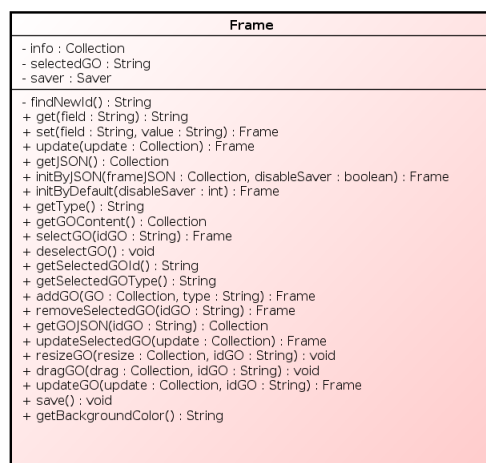 Frame
- info : Collection
- selectedGO : String
- saver : Saver
- findNewId() : String
+ get(field : String) : String
+ set(field : String, value : String) : Frame
+ update(update : Collection) : Frame
+ getJSON() : Collection
+ initByJSON(frameJSON : Collection, disableSaver : boolean) : Frame
+ initByDefault(disableSaver : int) : Frame
+ getType() : String
+ getGOContent() : Collection
+ selectGO(idGO : String) : Frame
+ deselectGO() : void
+ getSelectedGOId() : String
+ getSelectedGOType() : String
+ addGO(GO : Collection, type : String) : Frame
+ removeSelectedGO(idGO : String) : Frame
+ getGOJSON(idGO : String) : Collection
+ updateSelectedGO(update : Collection) : Frame
+ resizeGO(resize : Collection, idGO : String) : void
+ dragGO(drag : Collection, idGO : String) : void
+ updateGO(update : Collection, idGO : String) : Frame
+ save() : void
+ getBackgroundColor() : String